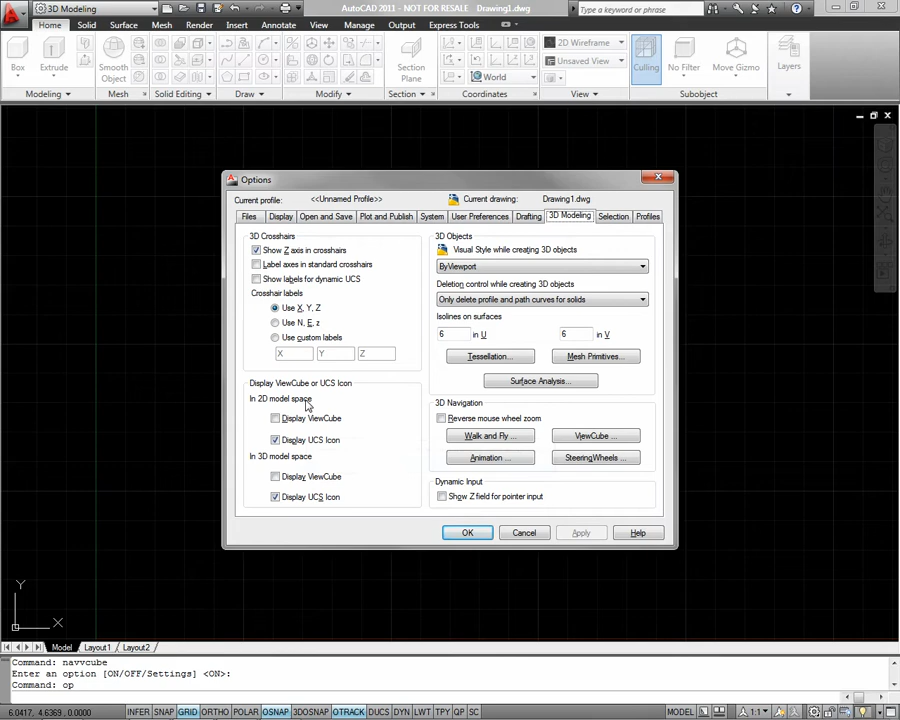 3D Modeling
AutoCAD 2011 - NOT FOR RESALE Drawing1.dwg
Type a keyword or phrase
Home Modeling Solid Surface Mesh Render Insert Annotate View Manage Output Express Tools
Box
Extrude
Smooth
Object
Section
Plane
World
2D Wireframe
Unsaved View
Culling
No Filter
Move Gizmo
Layers
Modeling
Mesh
Solid Editing
Draw
Modify
Section
Coordinates
View
Subobject
Options
Current profile: <<Unnamed Profile>> Current drawing: Drawing1.dwg
Files Display Open and Save Plot and Publish System User Preferences Drafting 3D Modeling Selection Profiles
3D Crosshairs
Show Z axis in crosshairs
Label axes in standard crosshairs
Show labels for dynamic UCS
Crosshair labels
Use X, Y, Z
Use N, E, z
Use custom labels
X Y Z
Display ViewCube or UCS Icon
In 2D model space
Display ViewCube
Display UCS Icon
In 3D model space
Display ViewCube
Display UCS Icon
3D Objects
Visual Style while creating 3D objects
ByViewport
Deletion control while creating 3D objects
Only delete profile and path curves for solids
Isolines on surfaces
6 in U 6 in V
Tessellation... Mesh Primitives...
Surface Analysis...
3D Navigation
Reverse mouse wheel zoom
Walk and Fly ... ViewCube ...
Animation ... SteeringWheels ...
Dynamic Input
Show Z field for pointer input
OK Cancel Apply Help
Y
X
Model Layout1 Layout2
Command: navvcube
Enter an option [ON/OFF/Settings] <ON>:
Command: op
6.0417, 4.6369, 0.0000 INFER SNAP GRID ORTHO POLAR OSNAP 3DOSNAP OTRACK DUCS DYN LWT TPY QP SC MODEL 1:1